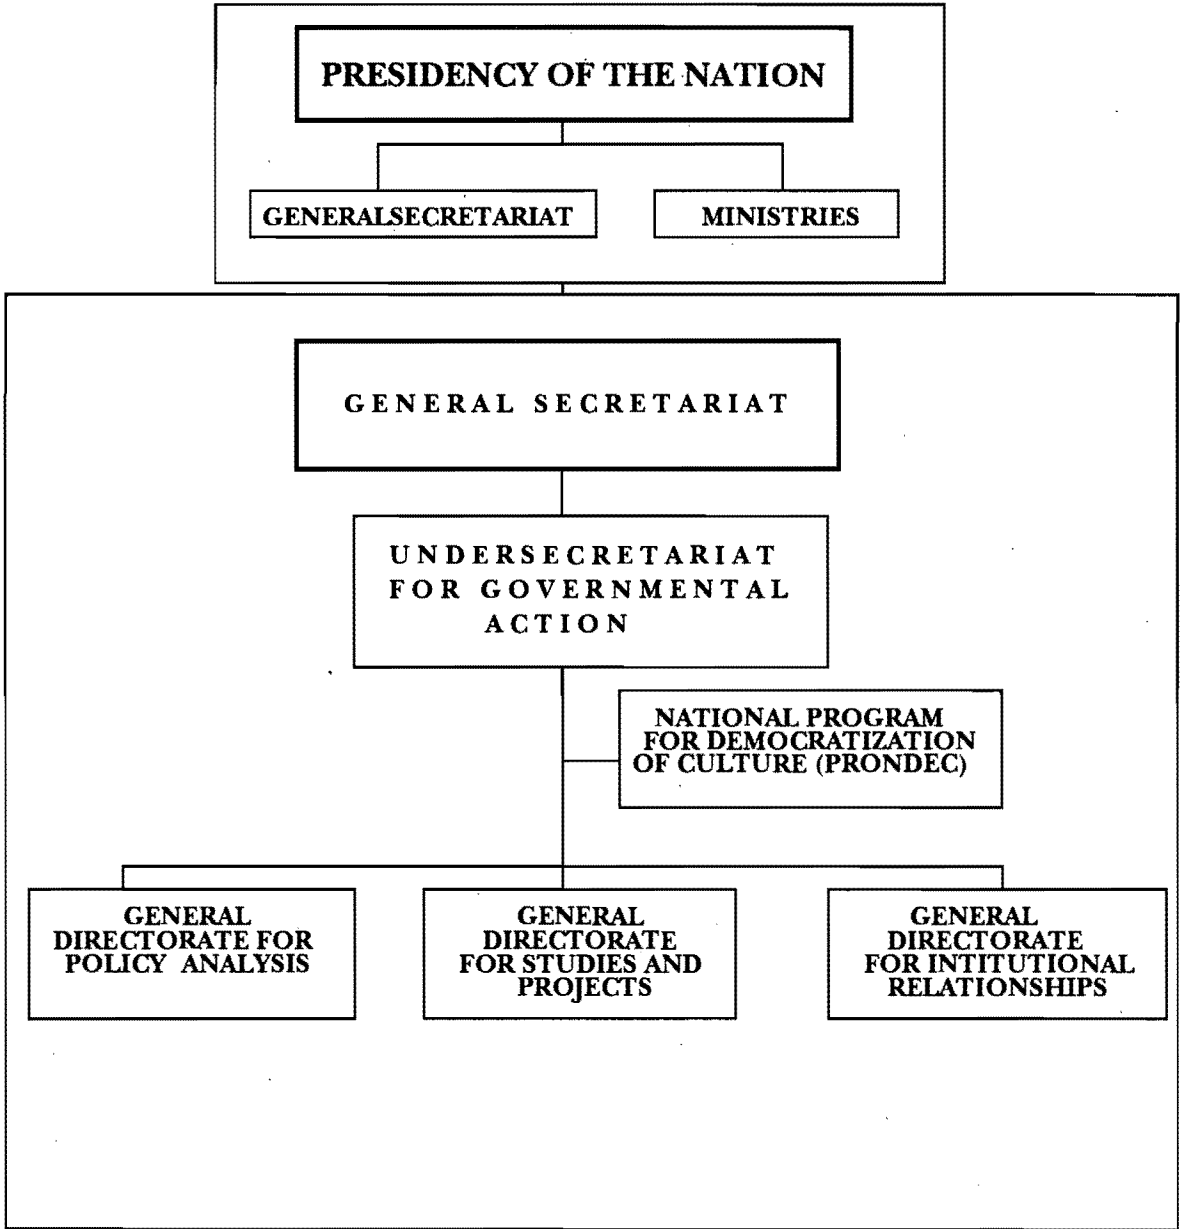 PRESIDENCY OF THE NATION
GENERALSECRETARIAT
MINISTRIES
GENERAL SECRETARIAT
UNDERSECRETARIAT
FOR GOVERNMENTAL
ACTION
NATIONAL PROGRAM
FOR DEMOCRATIZATION
OF CULTURE (PRONDEC)
GENERAL
DIRECTORATE FOR
POLICY ANALYSIS
GENERAL
DIRECTORATE
FOR STUDIES AND
PROJECTS
GENERAL
DIRECTORATE
FOR INTITUTIONAL
RELATIONSHIPS